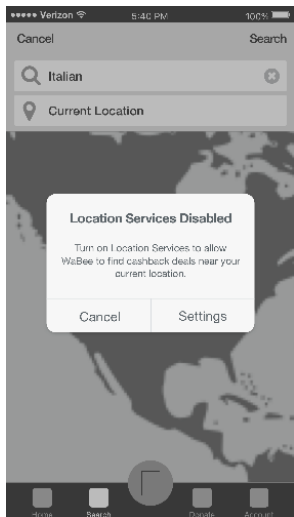 Verizon
5:40 PM
100%
Cancel
Search
Italian
Current Location
Location Services Disabled
Turn on Location Services to allow
WaBee to find cashback deals near your
current location.
Cancel
Settings
Home
Search
Donate
Account